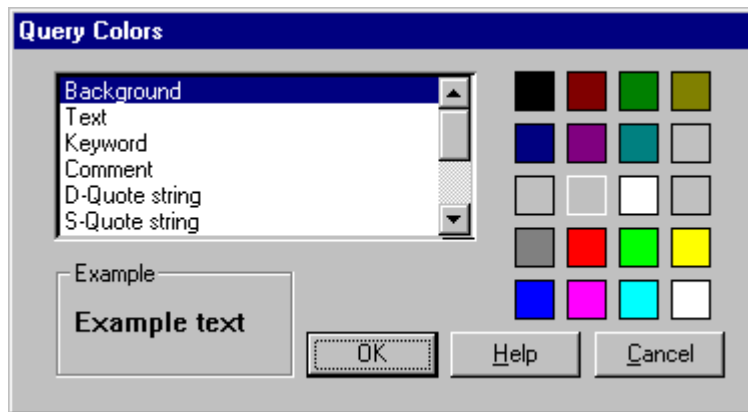 Query Colors
Background
Text
Keyword
Comment
D-Quote string
S-Quote string
Example
Example text
OK
Help
Cancel